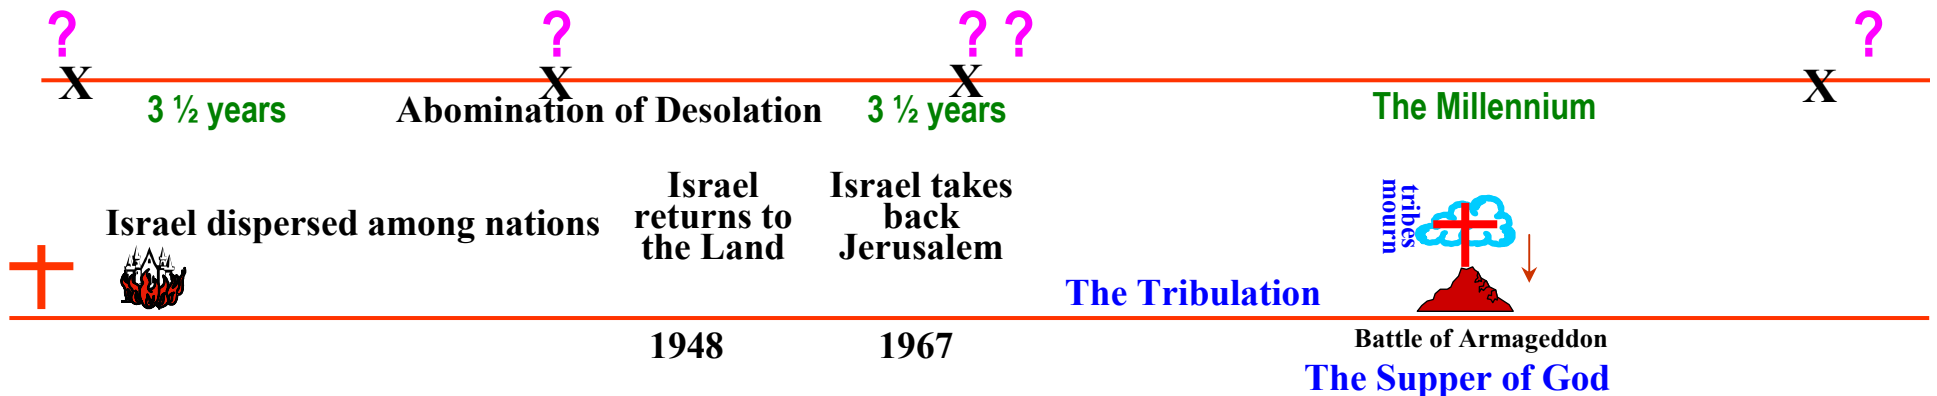 ? ? ? ? ?
X X X X
3 ½ years Abomination of Desolation 3 ½ years The Millennium
Israel dispersed among nations
Israel
returns to
the Land
Israel takes
back
Jerusalem
tribes
mourn
The Tribulation
1948 1967
Battle of Armageddon
The Supper of God